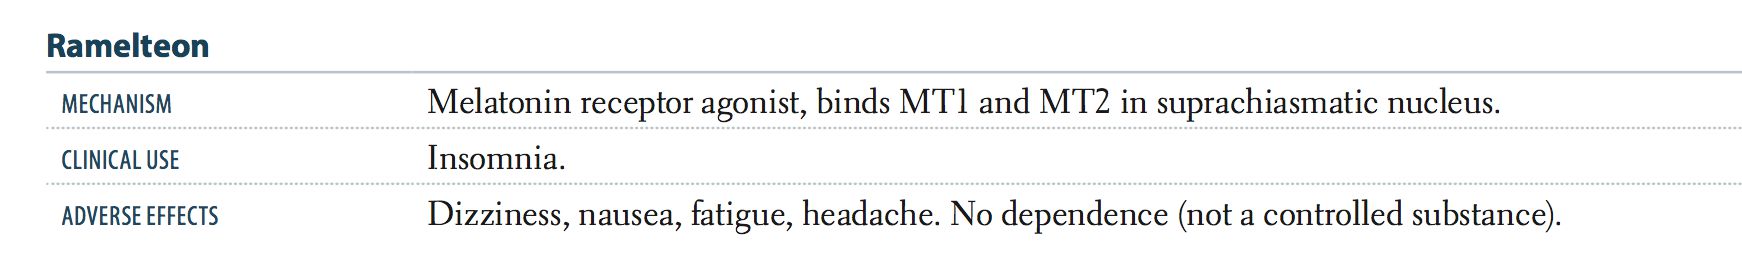 Ramelteon
MECHANISM Melatonin receptor agonist, binds MT1 and MT2 in suprachiasmatic nucleus.
CLINICAL USE Insomnia.
ADVERSE EFFECTS Dizziness, nausea, fatigue, headache. No dependence (not a controlled substance).